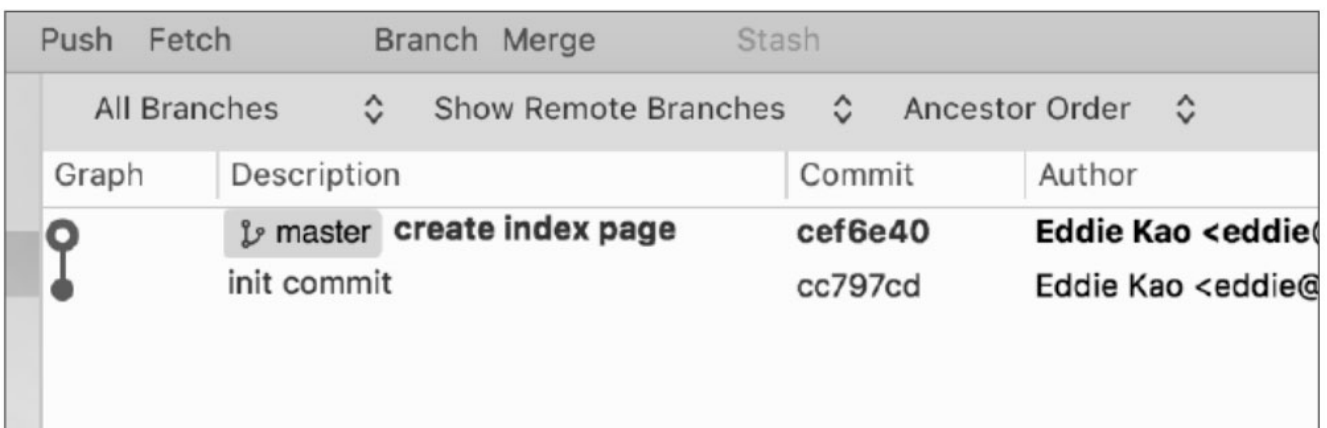 Push Fetch Branch Merge Stash
All Branches Show Remote Branches Ancestor Order
Graph Description Commit Author
master create index page cef6e40 Eddie Kao <eddie@
init commit cc797cd Eddie Kao <eddie@